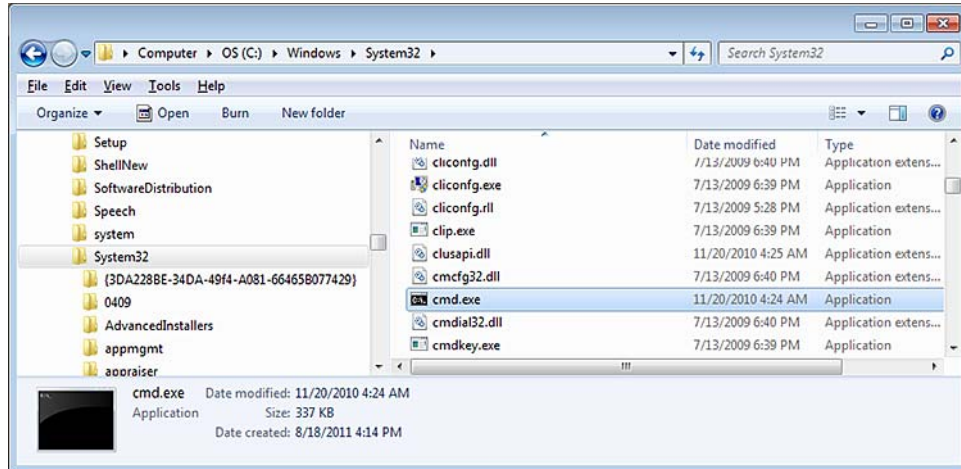 Computer OS (C:) Windows System32 Search System32
File Edit View Tools Help
Organize Open Burn New folder
Setup
ShellNew
SoftwareDistribution
Speech
system
System32
{3DA228BE-34DA-49f4-A081-66465B077429}
0409
AdvancedInstallers
appmgmt
appraiser
Name Date modified Type
cliconfg.dll 7/13/2009 6:40 PM Application extens...
cliconfg.exe 7/13/2009 6:39 PM Application
cliconfg.rll 7/13/2009 5:28 PM Application extens...
clip.exe 7/13/2009 6:39 PM Application
clusapi.dll 11/20/2010 4:25 AM Application extens...
cmcfg32.dll 7/13/2009 6:40 PM Application extens...
cmd.exe 11/20/2010 4:24 AM Application
cmdial32.dll 7/13/2009 6:40 PM Application extens...
cmdkey.exe 7/13/2009 6:39 PM Application
cmd.exe Date modified: 11/20/2010 4:24 AM
Application Size: 337 KB
Date created: 8/18/2011 4:14 PM